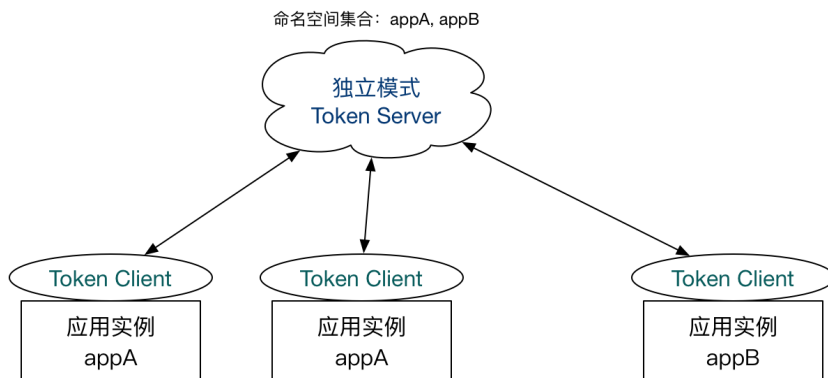 命名空间集合：appA, appB
独立模式
Token Server
Token Client
Token Client
Token Client
应用实例
appA
应用实例
appA
应用实例
appB